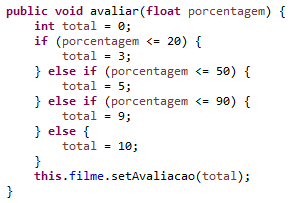 public void avaliar(float porcentagem) {
    int total = 0;
    if (porcentagem <= 20) {
        total = 3;
    } else if (porcentagem <= 50) {
        total = 5;
    } else if (porcentagem <= 90) {
        total = 9;
    } else {
        total = 10;
    }
    this.filme.setAvaliacao(total);
}